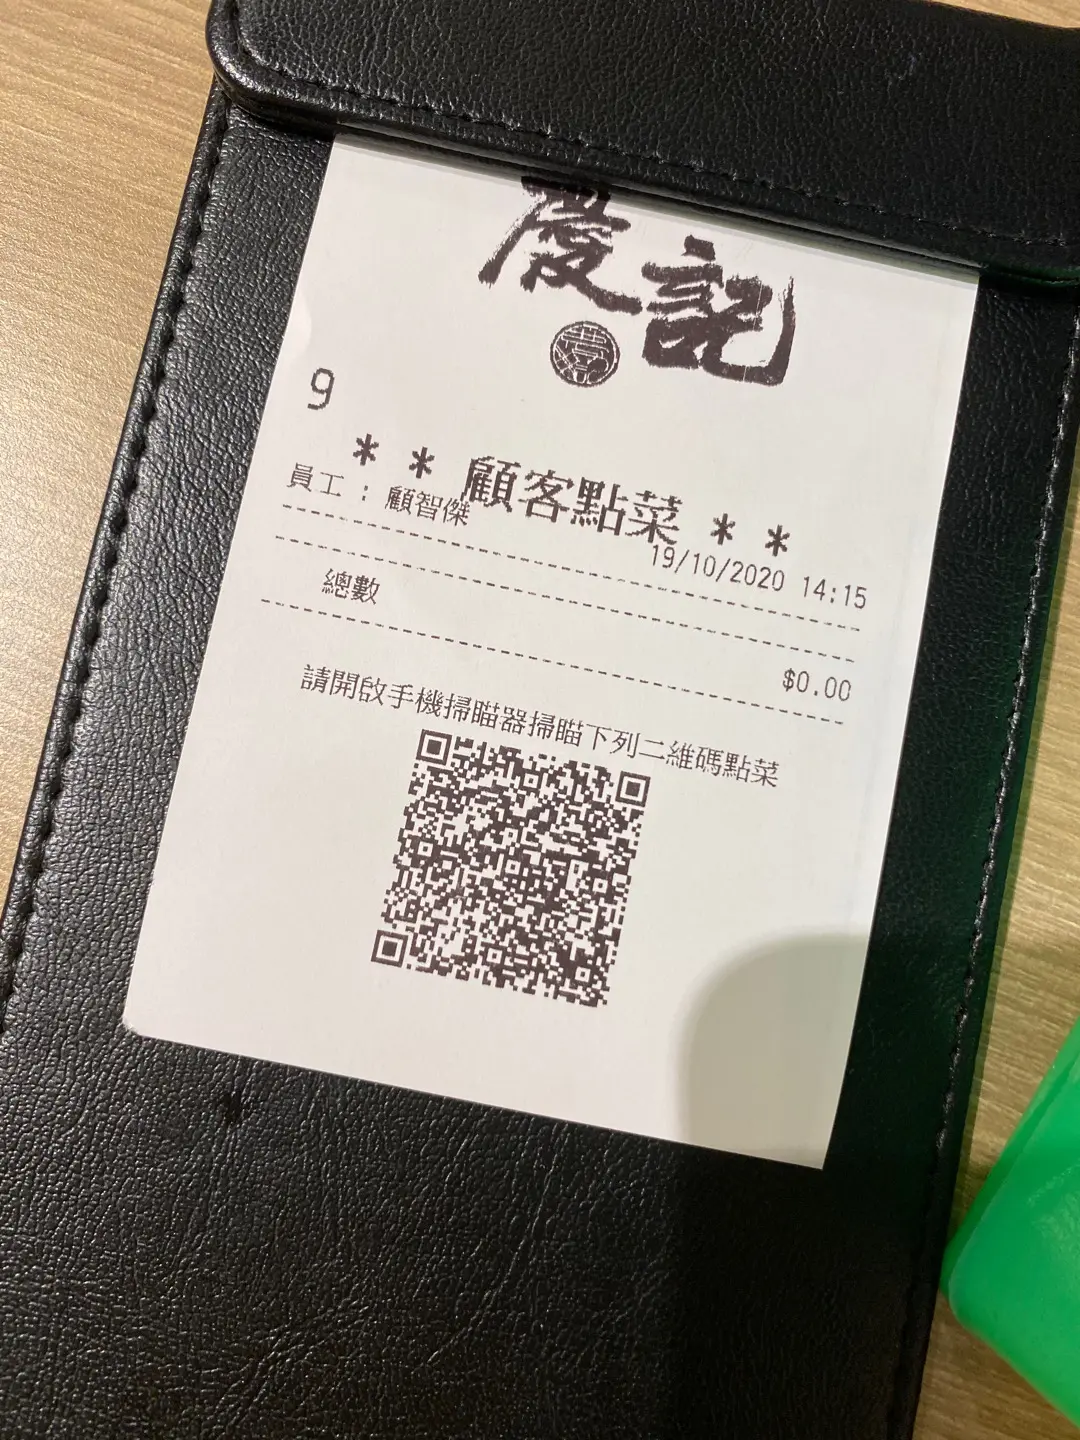 慶記
9
** 顧客點菜 **
員工 : 顧智傑
19/10/2020 14:15
總數
$0.00
請開啟手機掃瞄器掃瞄下列二維碼點菜